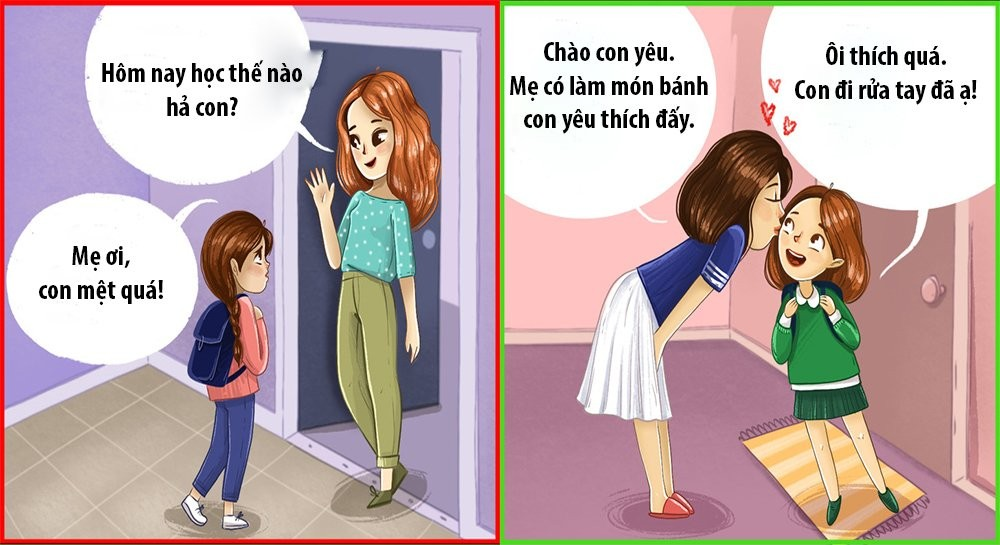 Hôm nay học thế nào
hả con?
Mẹ ơi,
con mệt quá!
Chào con yêu.
Mẹ có làm món bánh
con yêu thích đấy.
Ôi thích quá.
Con đi rửa tay đã ạ!